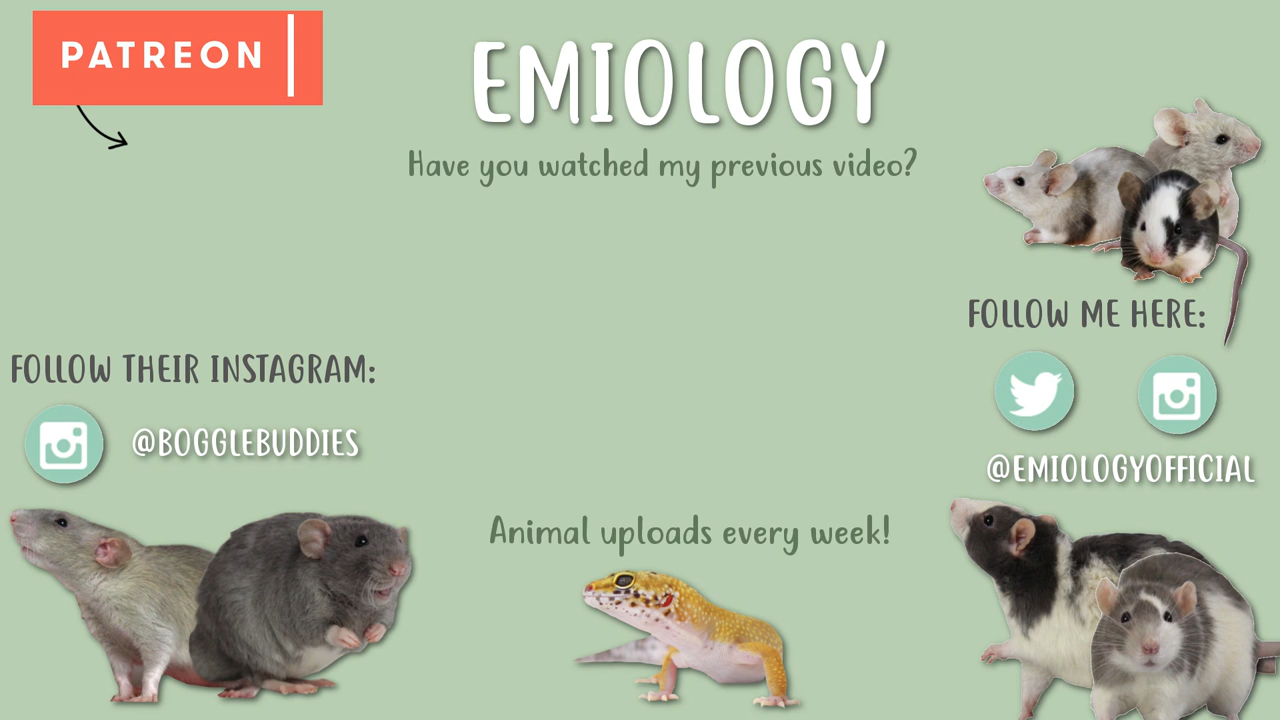 PATREON
EMIOLOGY
Have you watched my previous video?
FOLLOW ME HERE:
FOLLOW THEIR INSTAGRAM:
@BOGGLEBUDDIES
@EMIOLOGYOFFICIAL
Animal uploads every week!